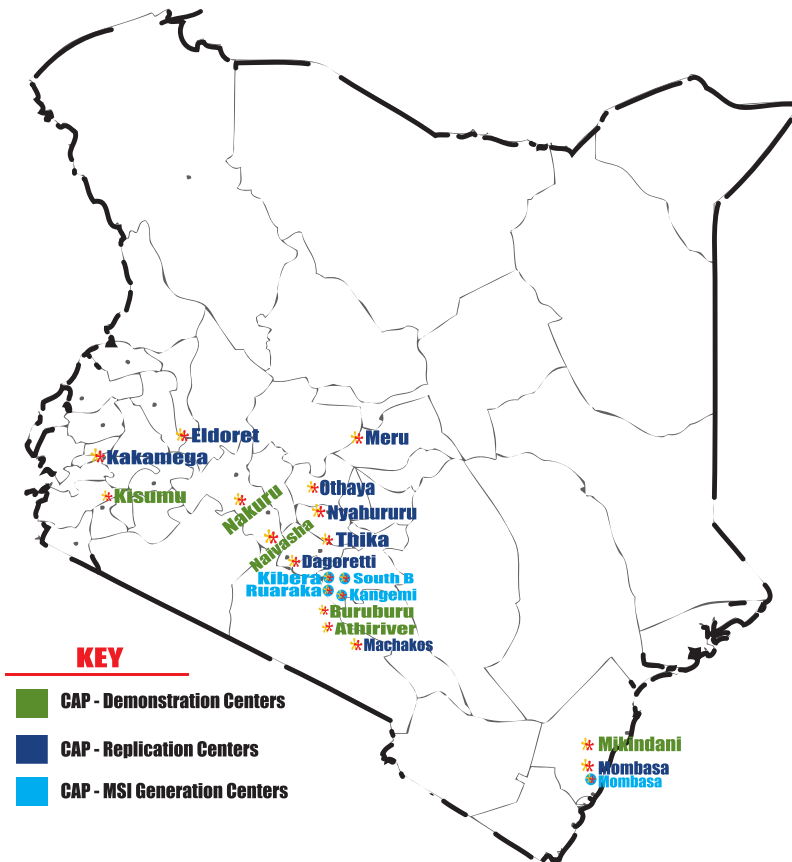 Eldoret
Meru
Kakamega
Kisumu
Nakuru
Othaya
Nyahururu
Naivasha
Thika
Dagoretti
Kibera
South B
Ruaraka
Kangemi
Buruburu
Athiriver
Machakos
KEY
CAP - Demonstration Centers
CAP - Replication Centers
CAP - MSI Generation Centers
Mikindani
Mombasa
Mombasa